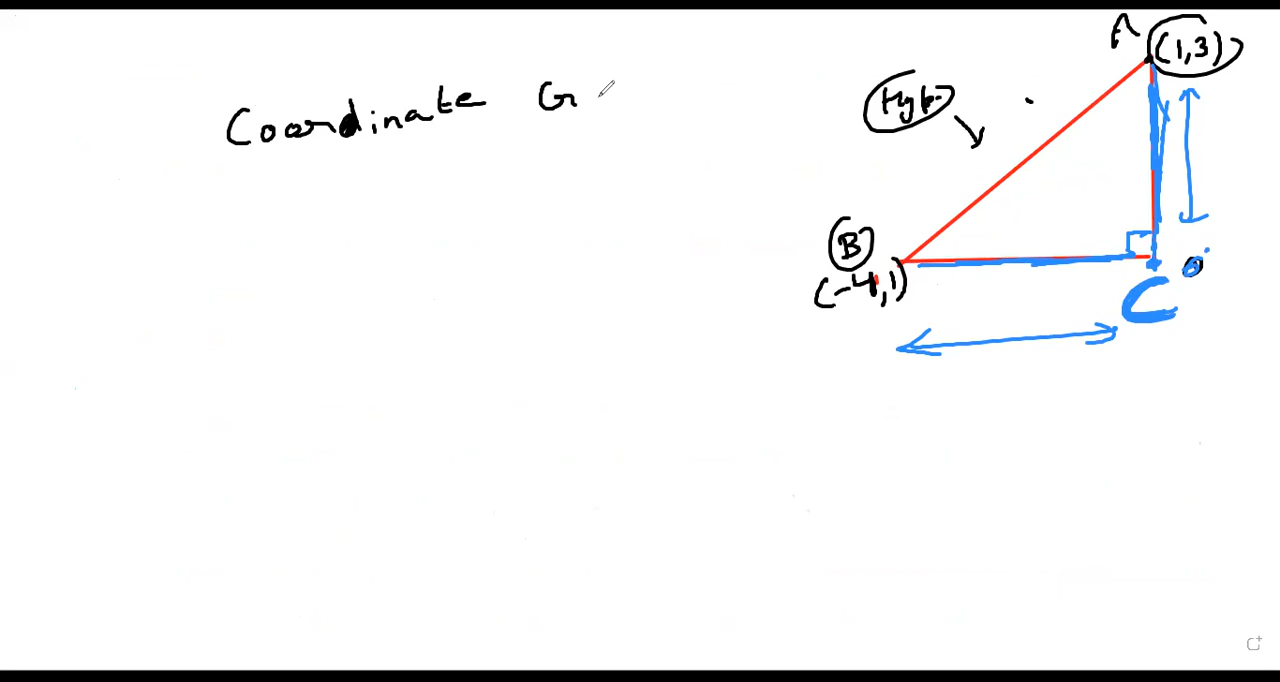 A (1,3)
Coordinate G
Hyp.
B
(-4,1)
C